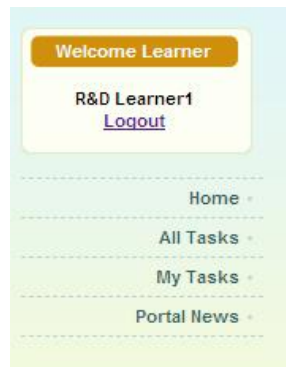 Welcome Learner
R&D Learner1
Logout
Home
All Tasks
My Tasks
Portal News